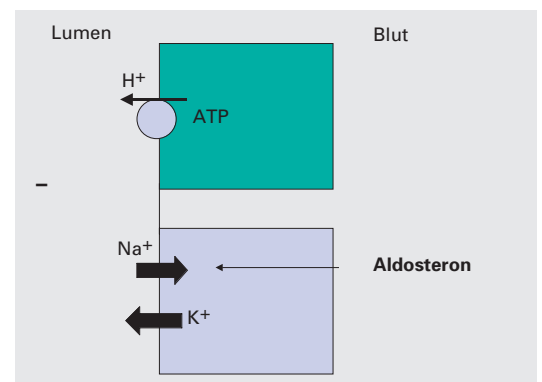 Lumen
Blut
H+
ATP
–
Na+
Aldosteron
K+